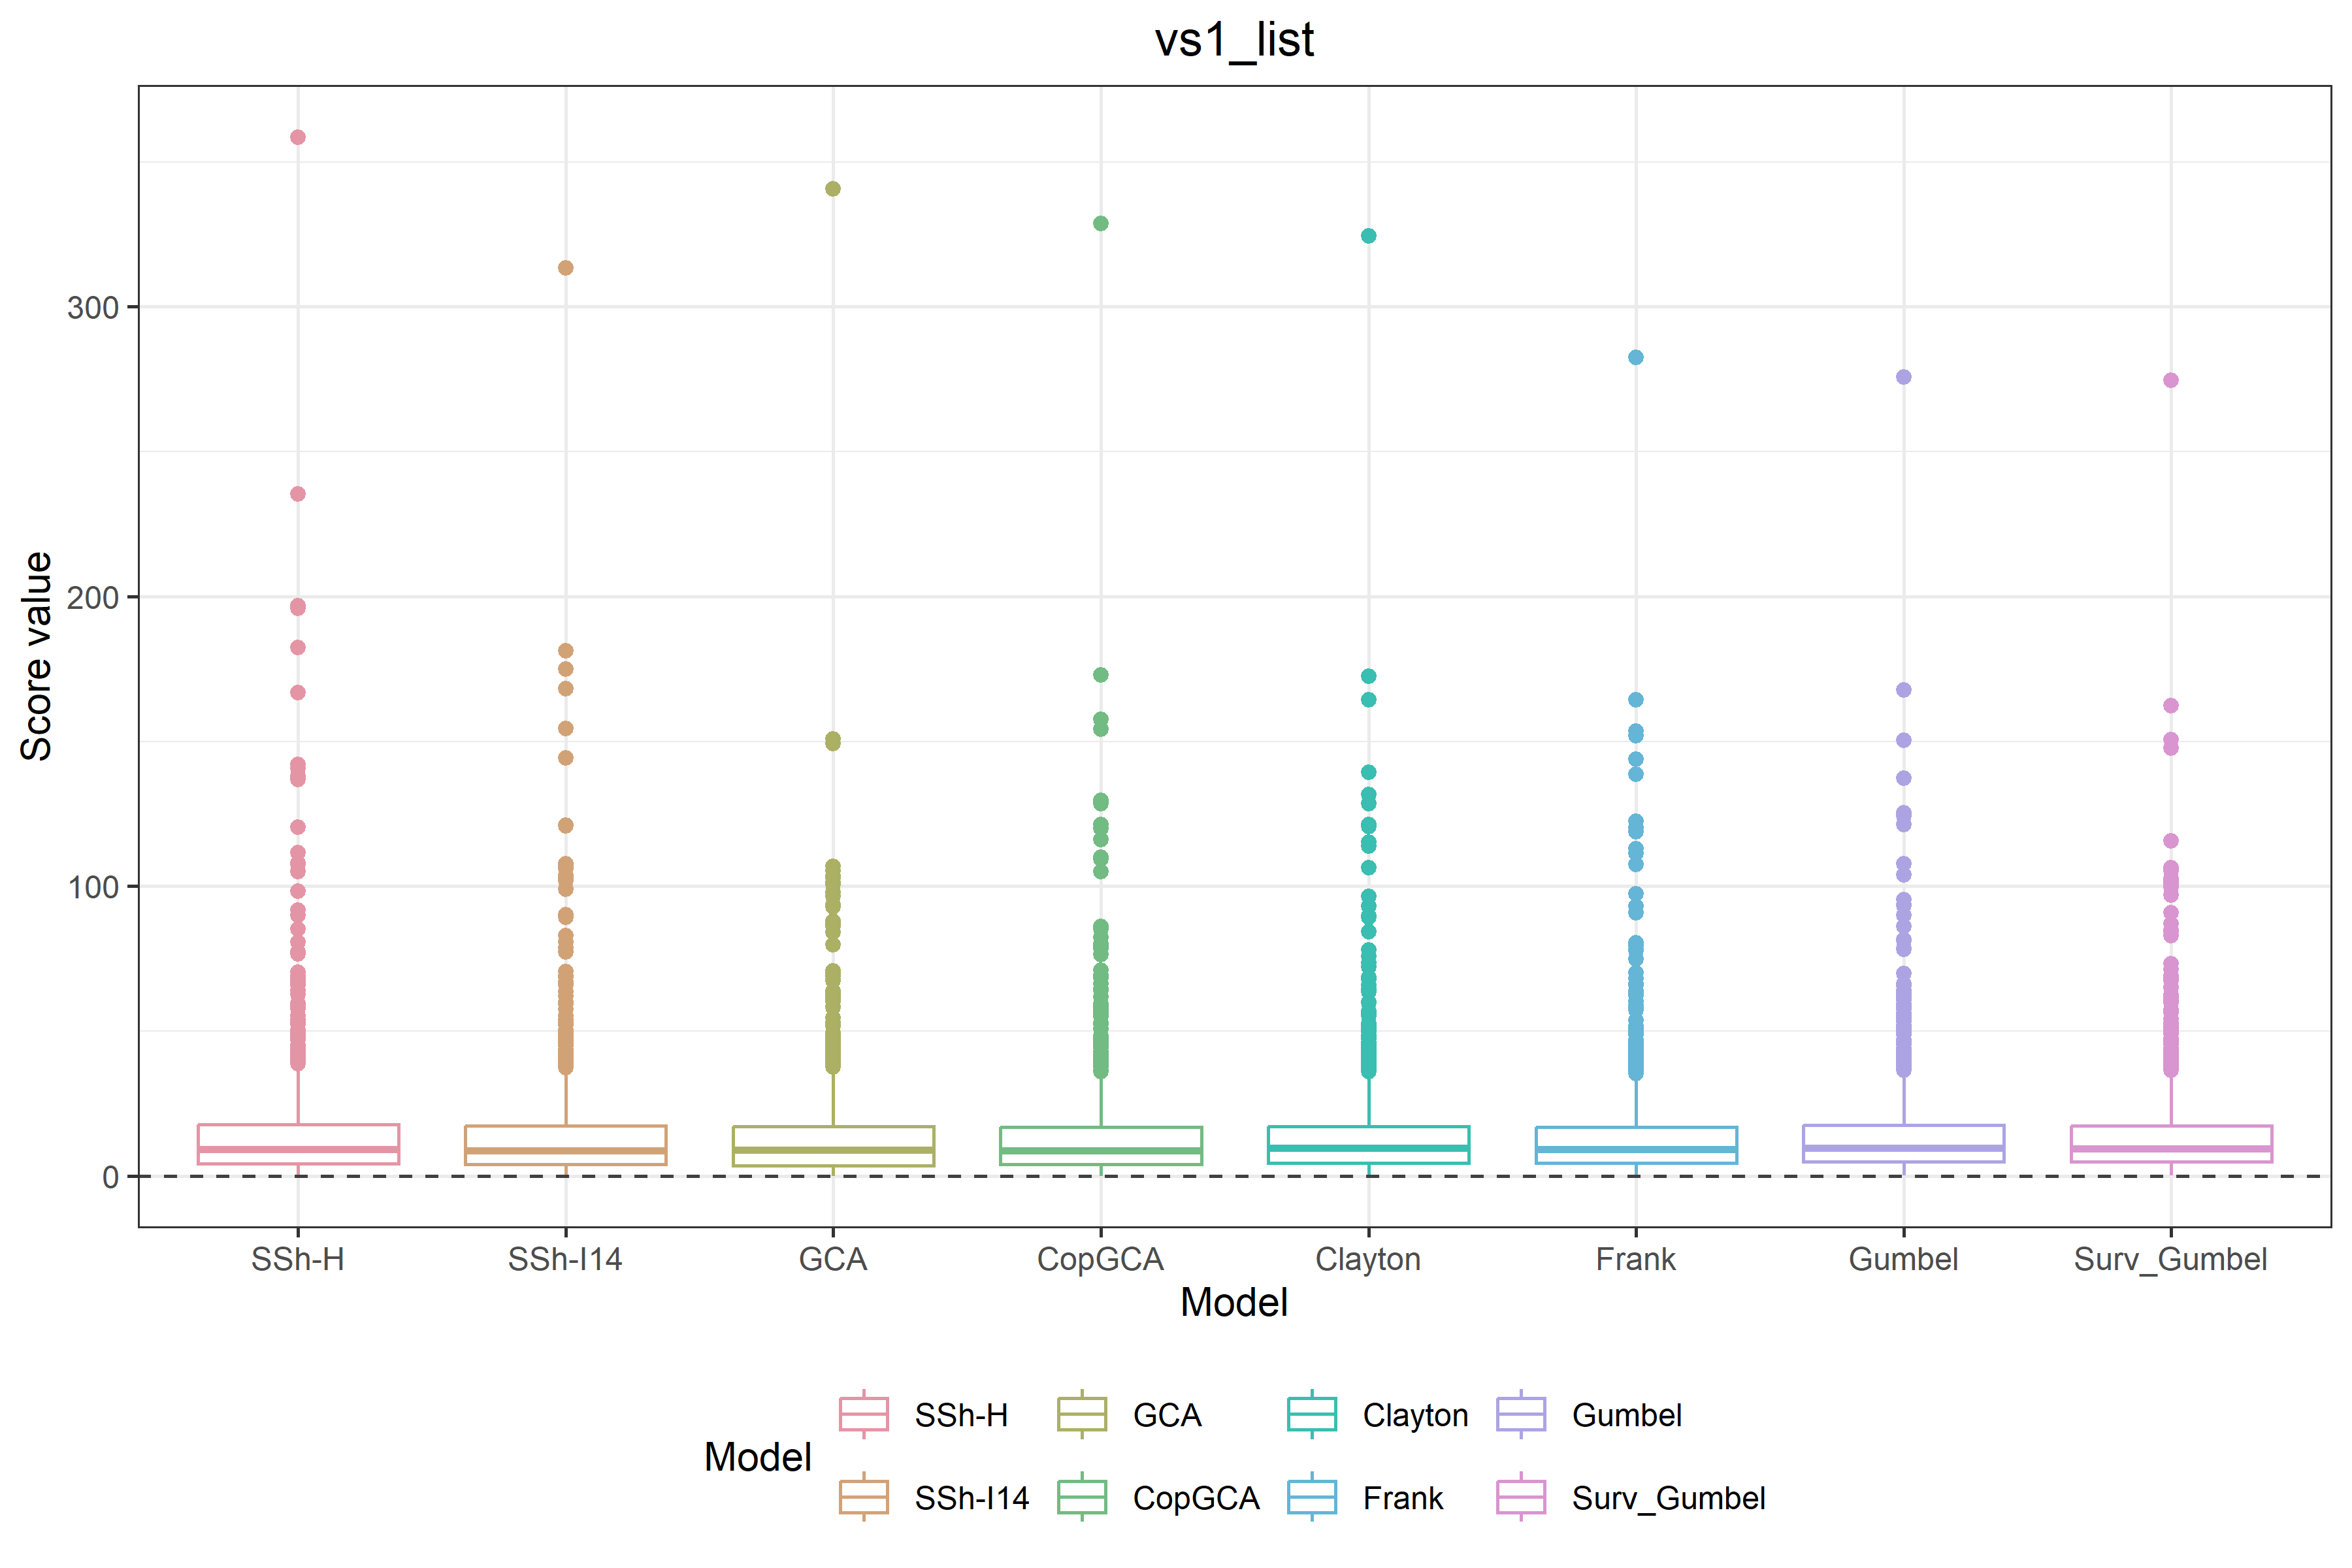 vs1_list
Score value
300
200
100
0
SSh-H SSh-I14 GCA CopGCA Clayton Frank Gumbel Surv_Gumbel
Model
Model
SSh-H GCA Clayton Gumbel
SSh-I14 CopGCA Frank Surv_Gumbel